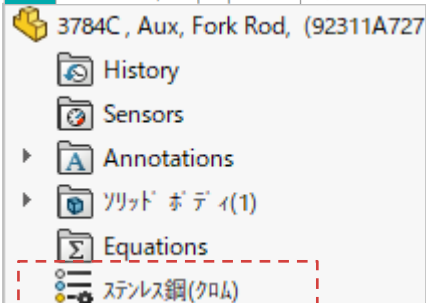 3784C , Aux, Fork Rod, (92311A727
History
Sensors
Annotations
ｿﾘｯﾄﾞ ﾎﾞﾃﾞｨ(1)
Equations
ｽﾃﾝﾚｽ鋼(ｸﾛﾑ)